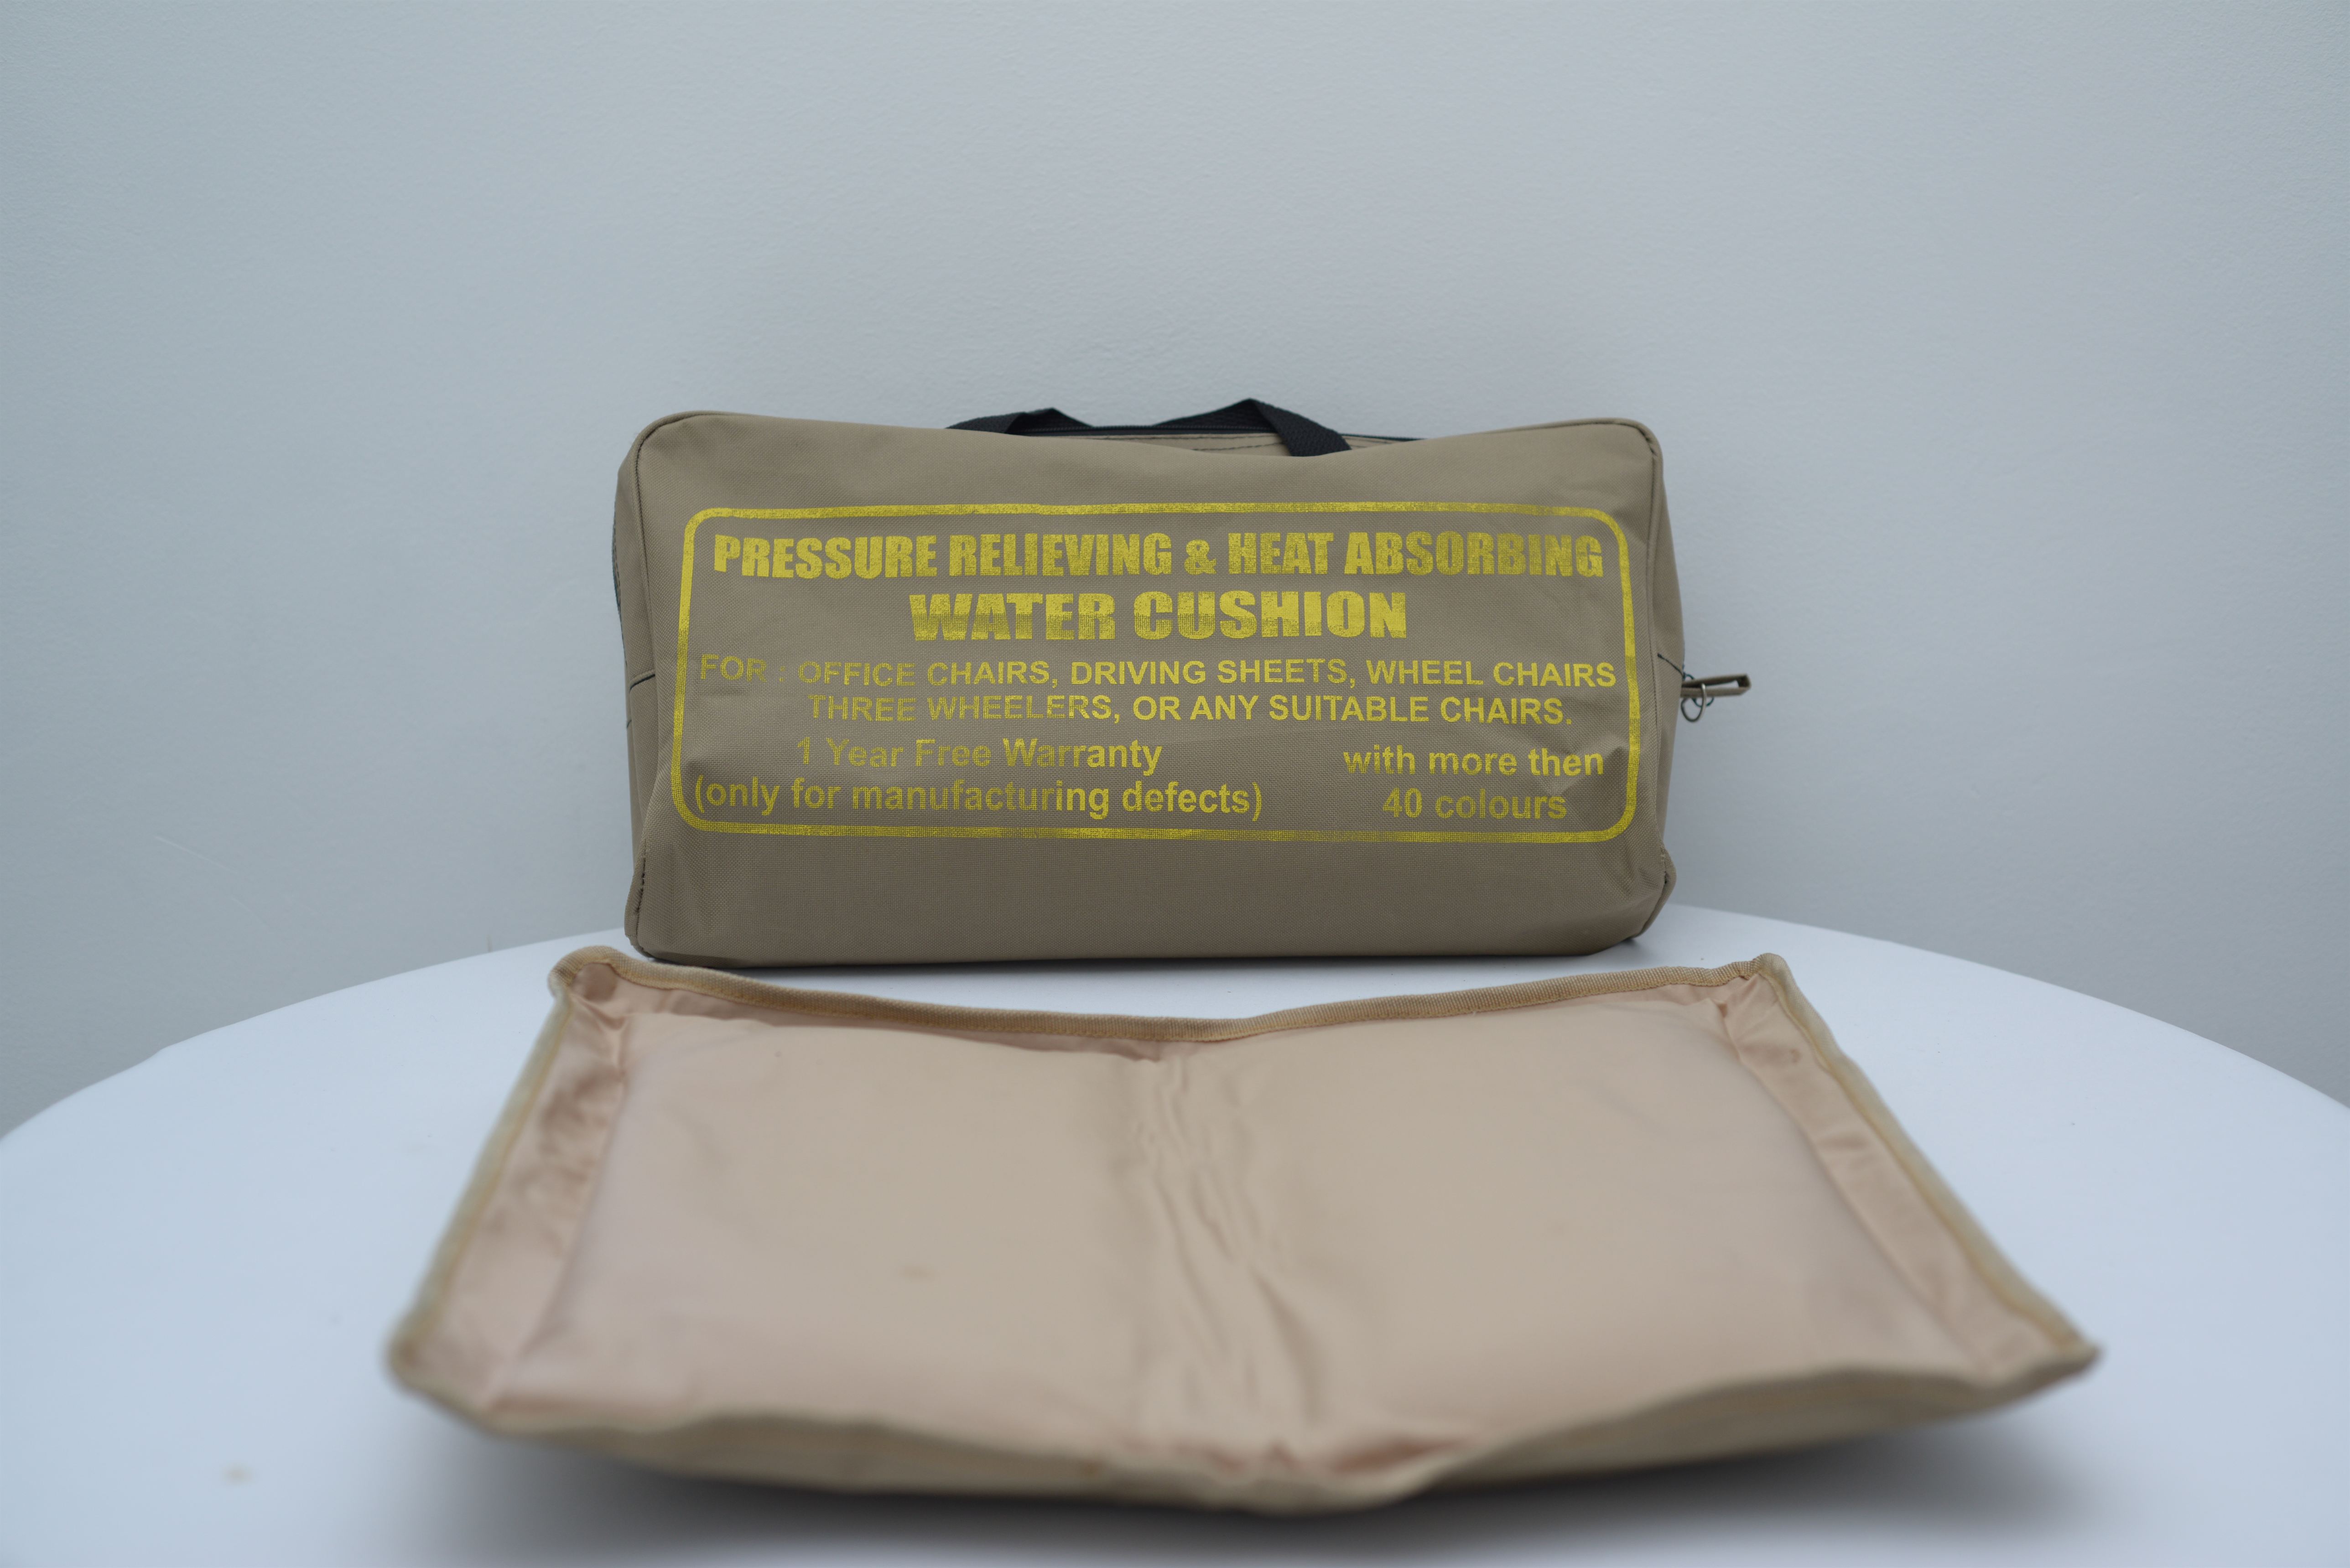 PRESSURE RELIEVING & HEAT ABSORBING
WATER CUSHION
FOR : OFFICE CHAIRS, DRIVING SHEETS, WHEEL CHAIRS
THREE WHEELERS, OR ANY SUITABLE CHAIRS.
1 Year Free Warranty
(only for manufacturing defects)
with more then
40 colours